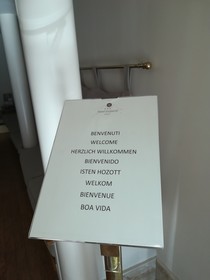 BENVENUTI
WELCOME
HERZLICH WILLKOMMEN
BIENVENIDO
ISTEN HOZOTT
WELKOM
BIENVENUE
BOA VIDA